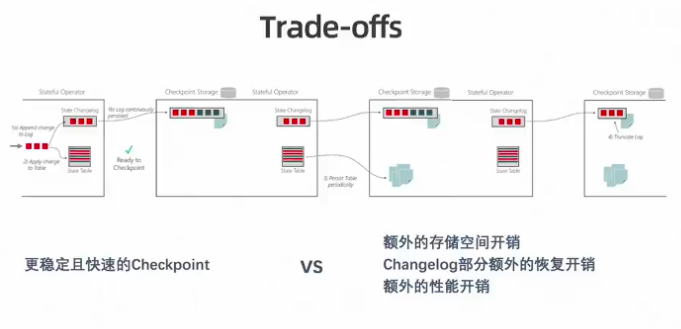 Trade-offs
Stateful Operator
Checkpoint Storage
Stateful Operator
Checkpoint Storage
Stateful Operator
Checkpoint Storage
State Changelog
1a) Append change
to Log
1b) Log continuously
persisted
2) Apply change
to Table
State Table
Ready to
Checkpoint
State Changelog
State Table
3) Persist Table
periodically
State Changelog
State Table
4) Truncate Log
更稳定且快速的Checkpoint
VS
额外的存储空间开销
Changelog部分额外的恢复开销
额外的性能开销